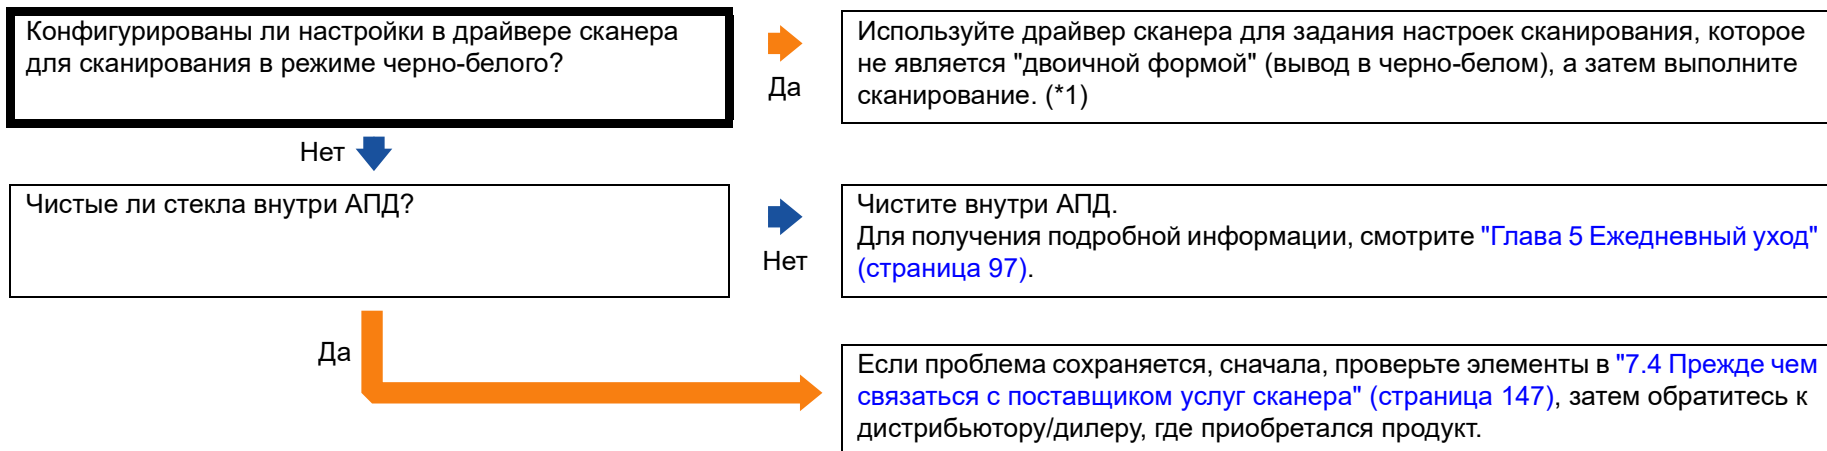 Конфигурированы ли настройки в драйвере сканера
для сканирования в режиме черно-белого?
Да
Используйте драйвер сканера для задания настроек сканирования, которое
не является "двоичной формой" (вывод в черно-белом), а затем выполните
сканирование. (*1)
Нет
Чистые ли стекла внутри АПД?
Нет
Чистите внутри АПД.
Для получения подробной информации, смотрите "Глава 5 Ежедневный уход"
(страница 97).
Да
Если проблема сохраняется, сначала, проверьте элементы в "7.4 Прежде чем
связаться с поставщиком услуг сканера" (страница 147), затем обратитесь к
дистрибьютору/дилеру, где приобретался продукт.